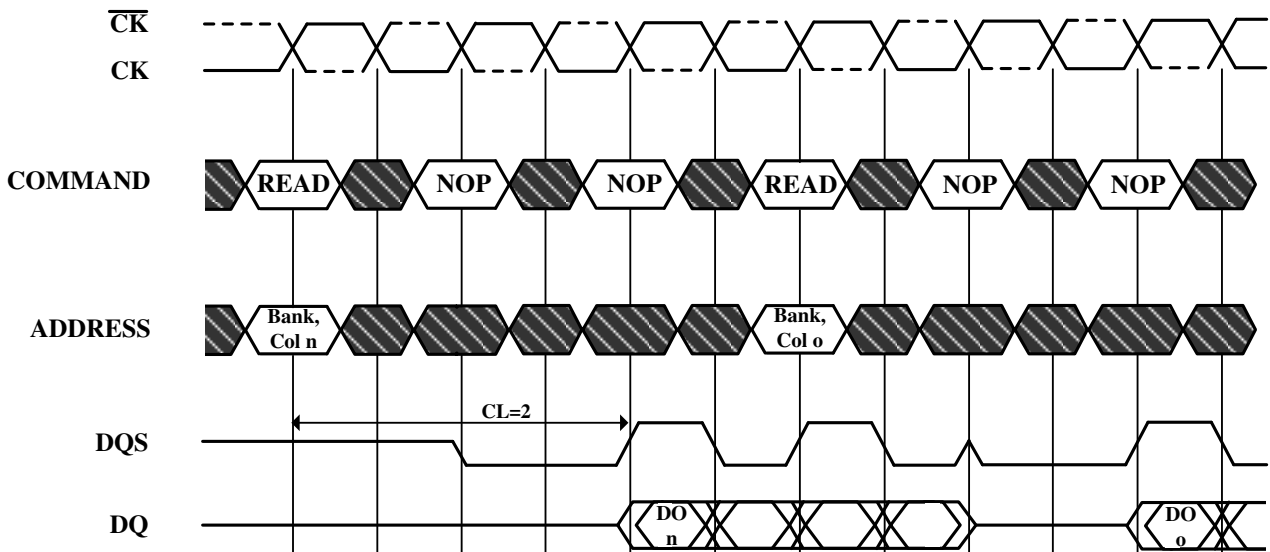 CK
CK
COMMAND READ NOP NOP READ NOP NOP
ADDRESS Bank, Col n Bank, Col o
CL=2
DQS
DQ DO n DO o